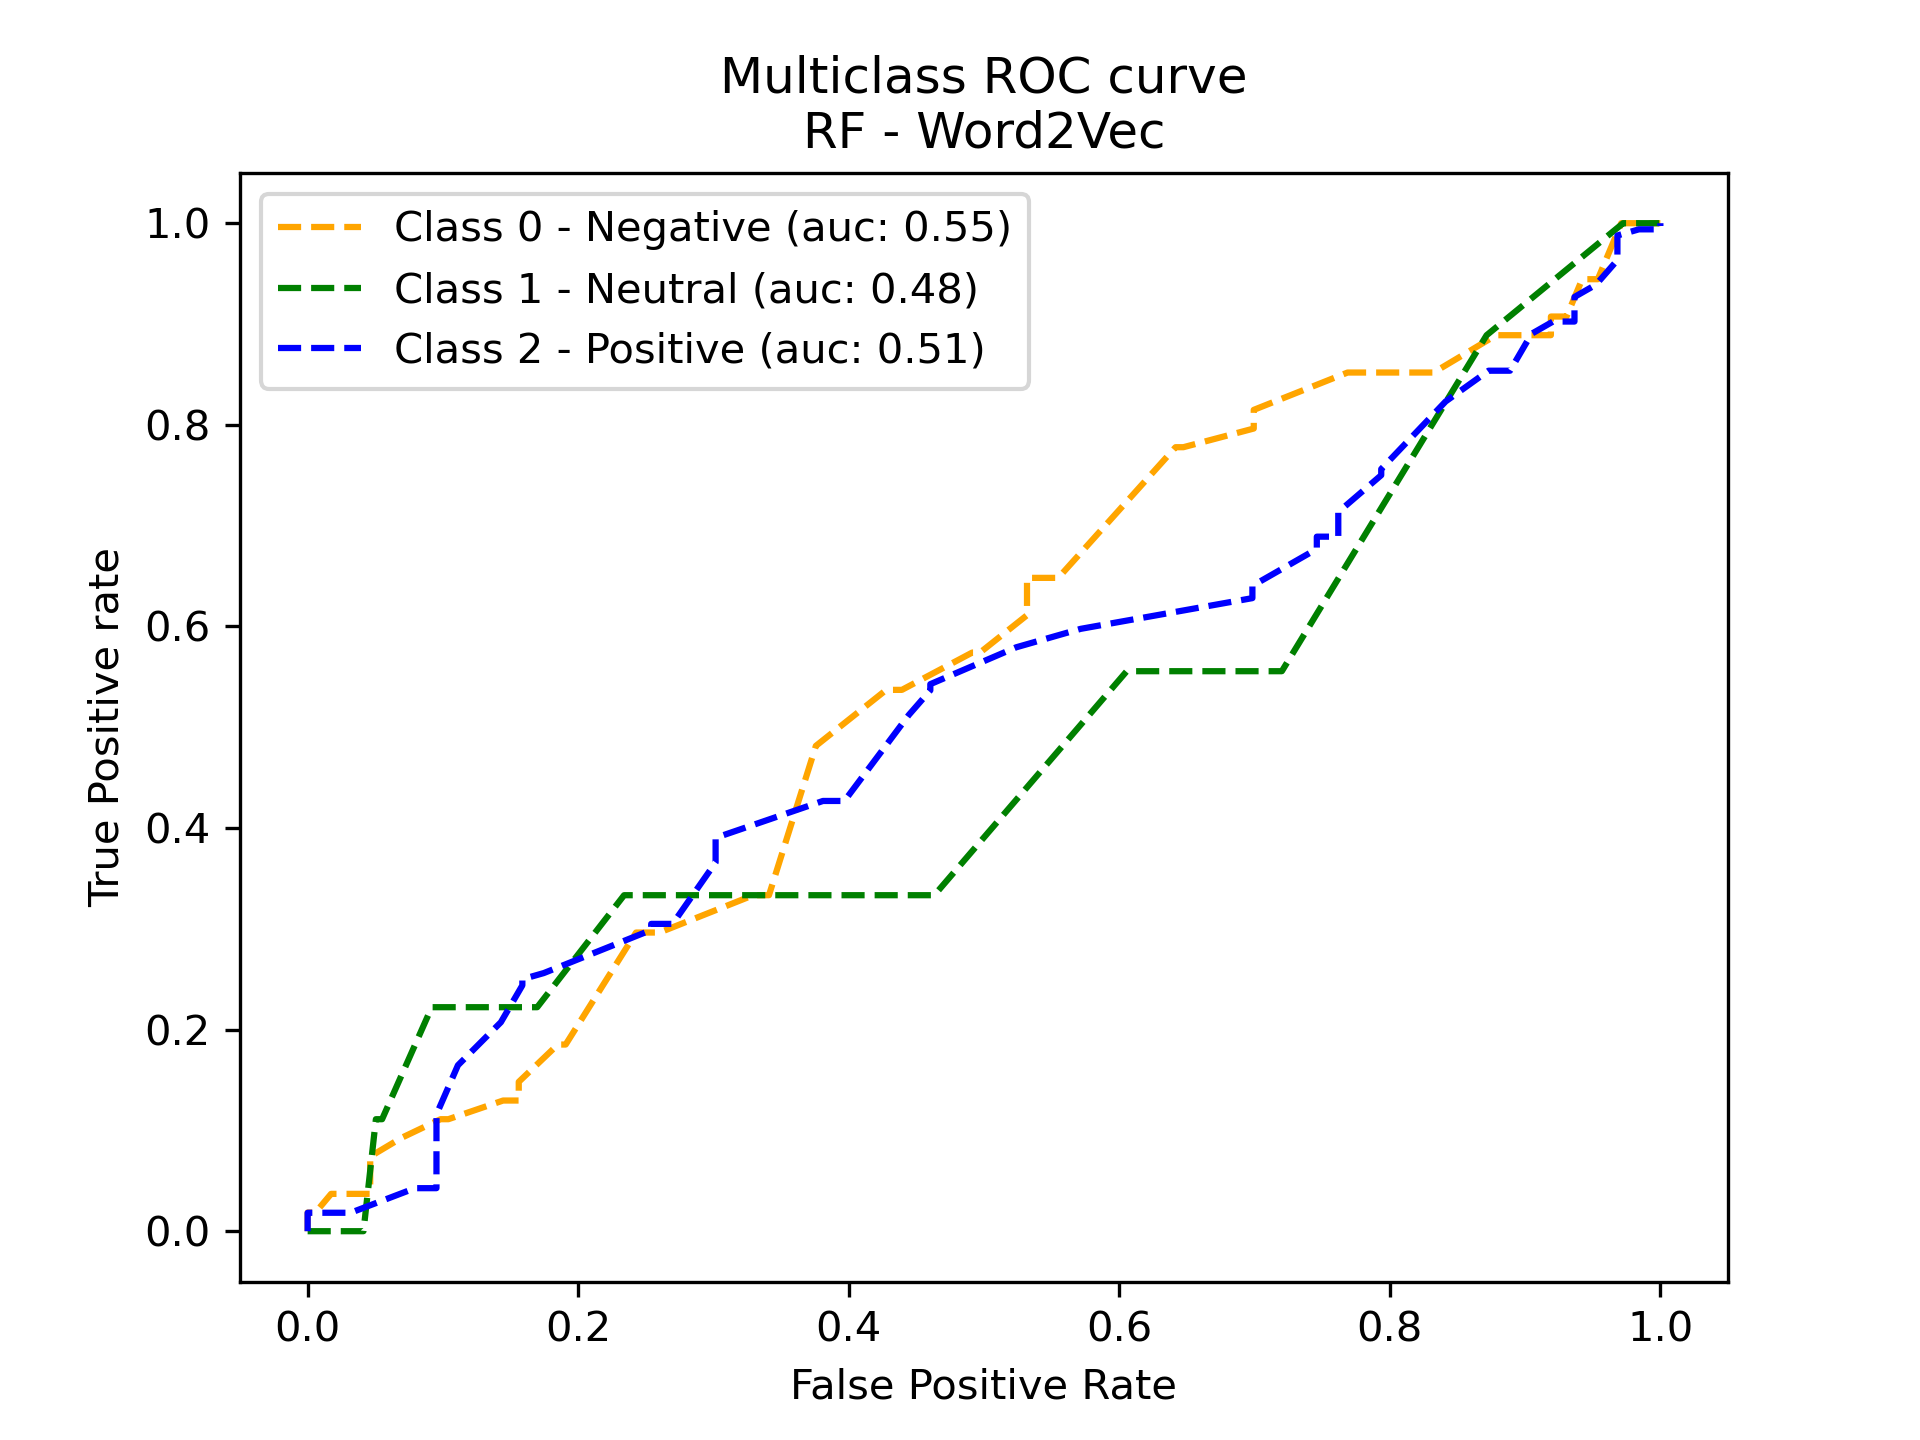 Multiclass ROC curve
RF - Word2Vec
Class 0 - Negative (auc: 0.55)
Class 1 - Neutral (auc: 0.48)
Class 2 - Positive (auc: 0.51)
True Positive rate
1.0
0.8
0.6
0.4
0.2
0.0
0.0 0.2 0.4 0.6 0.8 1.0
False Positive Rate